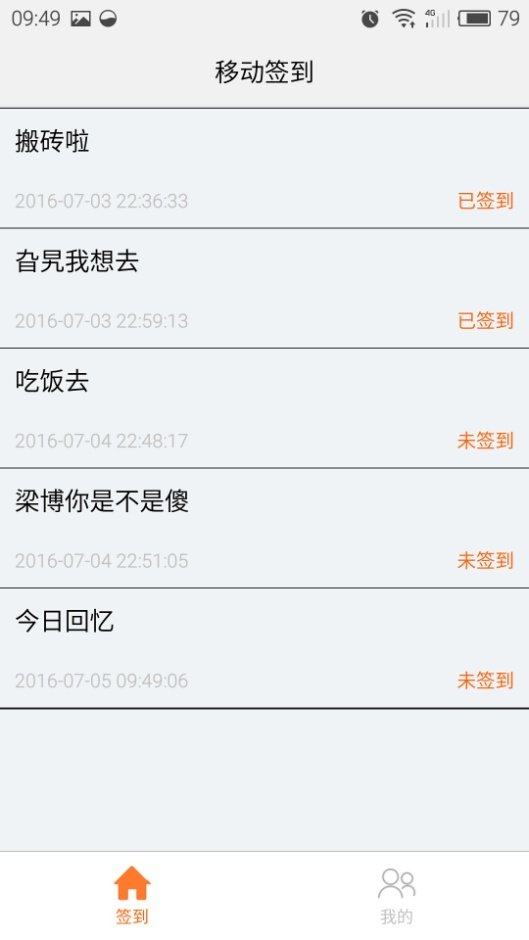 09:49 4G 79
移动签到
搬砖啦
2016-07-03 22:36:33 已签到
旮旯我想去
2016-07-03 22:59:13 已签到
吃饭去
2016-07-04 22:48:17 未签到
梁博你是不是傻
2016-07-04 22:51:05 未签到
今日回忆
2016-07-05 09:49:06 未签到
签到 我的